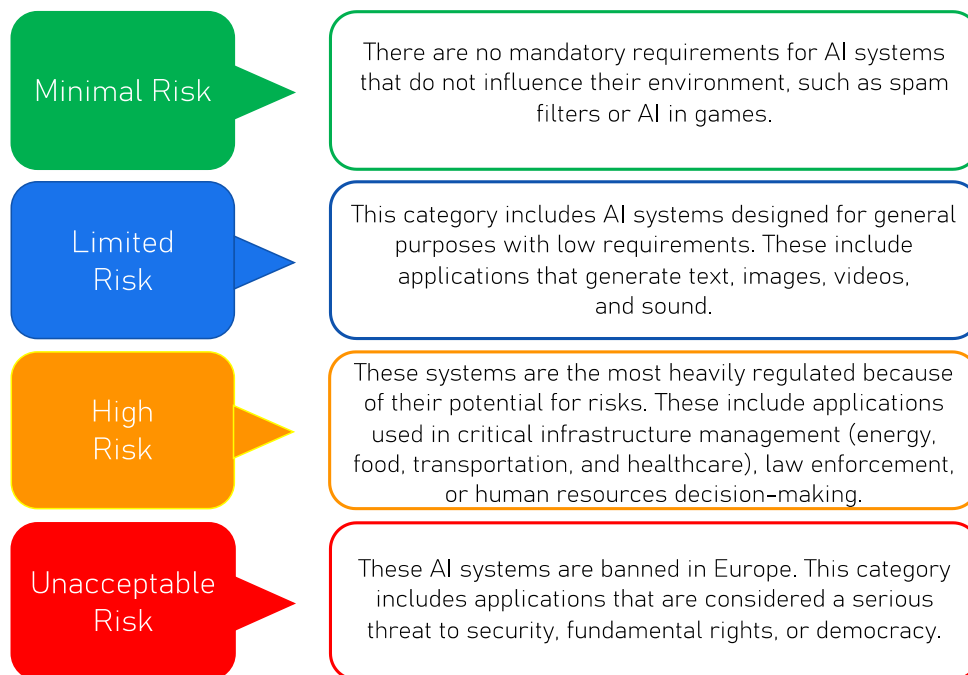 Minimal Risk
There are no mandatory requirements for AI systems
that do not influence their environment, such as spam
filters or AI in games.
Limited
Risk
This category includes AI systems designed for general
purposes with low requirements. These include
applications that generate text, images, videos,
and sound.
High
Risk
These systems are the most heavily regulated because
of their potential for risks. These include applications
used in critical infrastructure management (energy,
food, transportation, and healthcare), law enforcement,
or human resources decision-making.
Unacceptable
Risk
These AI systems are banned in Europe. This category
includes applications that are considered a serious
threat to security, fundamental rights, or democracy.